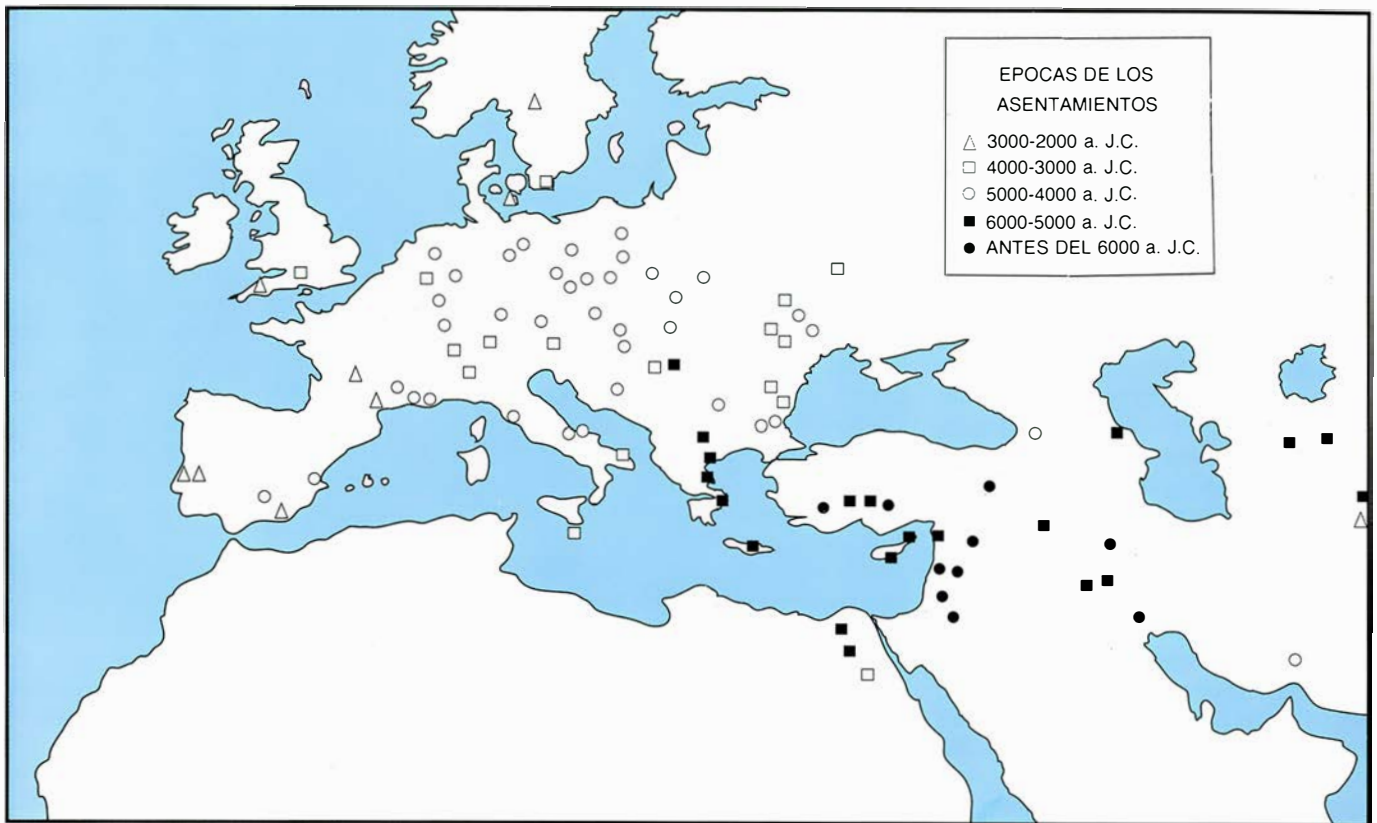 EPOCAS DE LOS
ASENTAMIENTOS
3000-2000 a. J.C.
4000-3000 a. J.C.
5000-4000 a. J.C.
6000-5000 a. J.C.
ANTES DEL 6000 a. J.C.